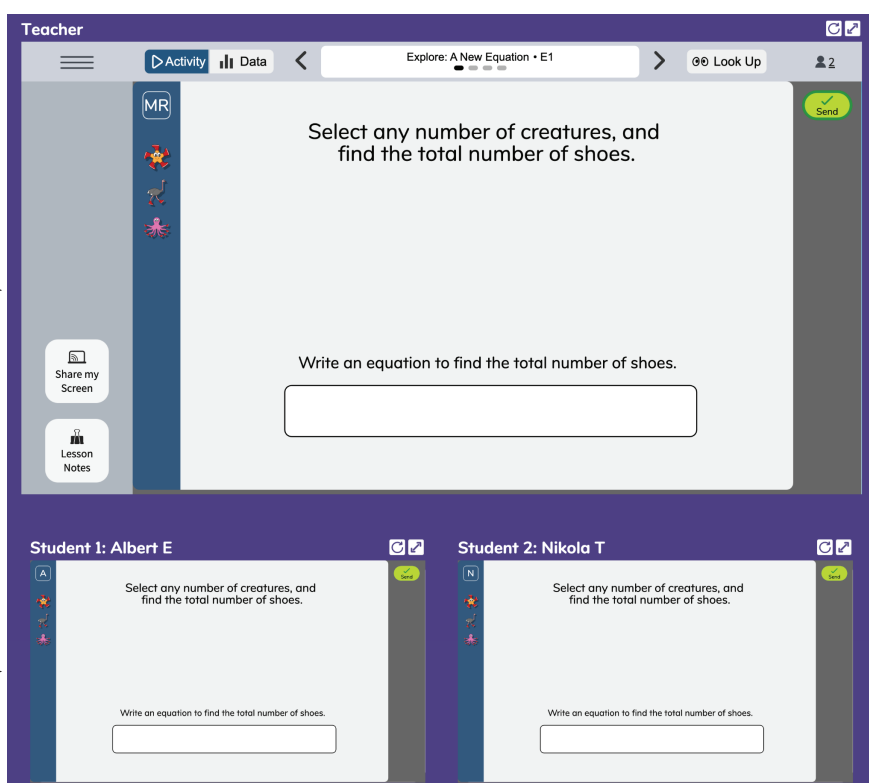 Teacher
Activity
Data
Explore: A New Equation • E1
Look Up
2
MR
Send
Select any number of creatures, and
find the total number of shoes.
Share my
Screen
Write an equation to find the total number of shoes.
Lesson
Notes
Student 1: Albert E
A
Send
Select any number of creatures, and
find the total number of shoes.
Write an equation to find the total number of shoes.
Student 2: Nikola T
N
Send
Select any number of creatures, and
find the total number of shoes.
Write an equation to find the total number of shoes.